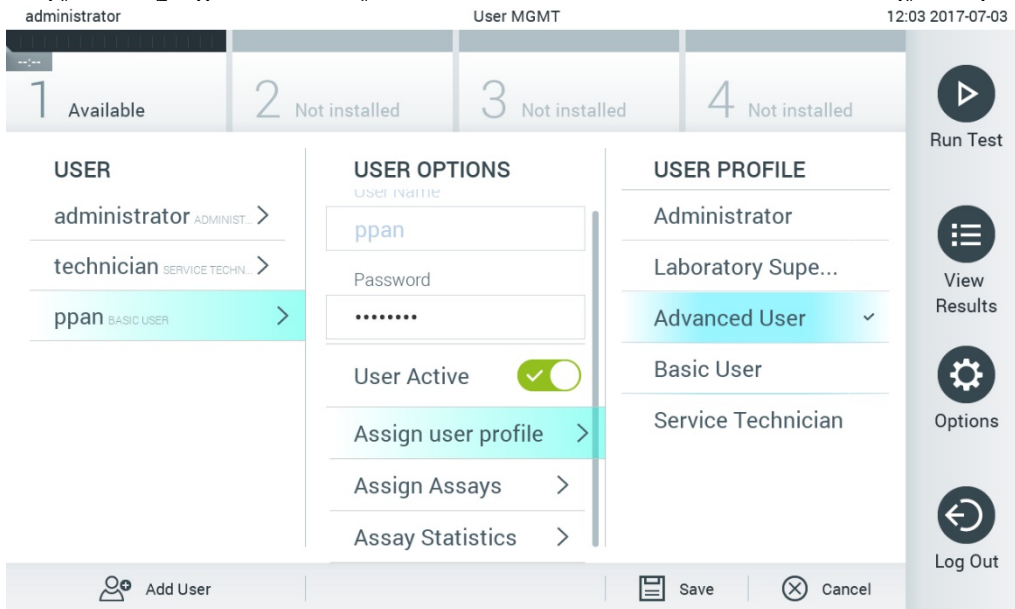 administrator User MGMT 12:03 2017-07-03
--:--
1 Available 2 Not installed 3 Not installed 4 Not installed
Run Test
USER
administrator ADMINIST...
technician SERVICE TECHN...
ppan BASIC USER
USER OPTIONS
User Name
ppan
Password
••••••••
User Active
Assign user profile
Assign Assays
Assay Statistics
USER PROFILE
Administrator
Laboratory Supe...
Advanced User
Basic User
Service Technician
View
Results
Options
Log Out
Add User Save Cancel